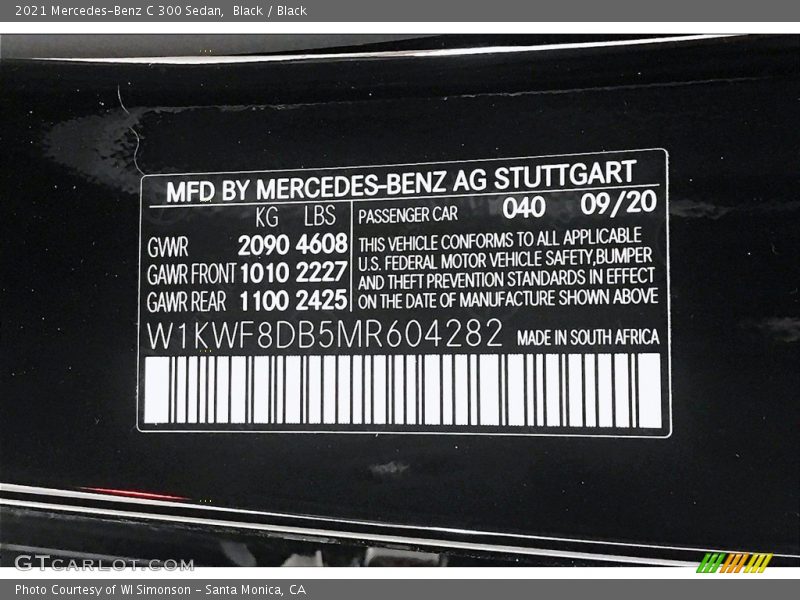 2021 Mercedes-Benz C 300 Sedan, Black / Black
MFD BY MERCEDES-BENZ AG STUTTGART
KG LBS
GVWR 2090 4608
GAWR FRONT 1010 2227
GAWR REAR 1100 2425
PASSENGER CAR 040 09/20
THIS VEHICLE CONFORMS TO ALL APPLICABLE
U.S. FEDERAL MOTOR VEHICLE SAFETY,BUMPER
AND THEFT PREVENTION STANDARDS IN EFFECT
ON THE DATE OF MANUFACTURE SHOWN ABOVE
W1KWF8DB5MR604282 MADE IN SOUTH AFRICA
GTCARLOT.COM
Photo Courtesy of WI Simonson - Santa Monica, CA